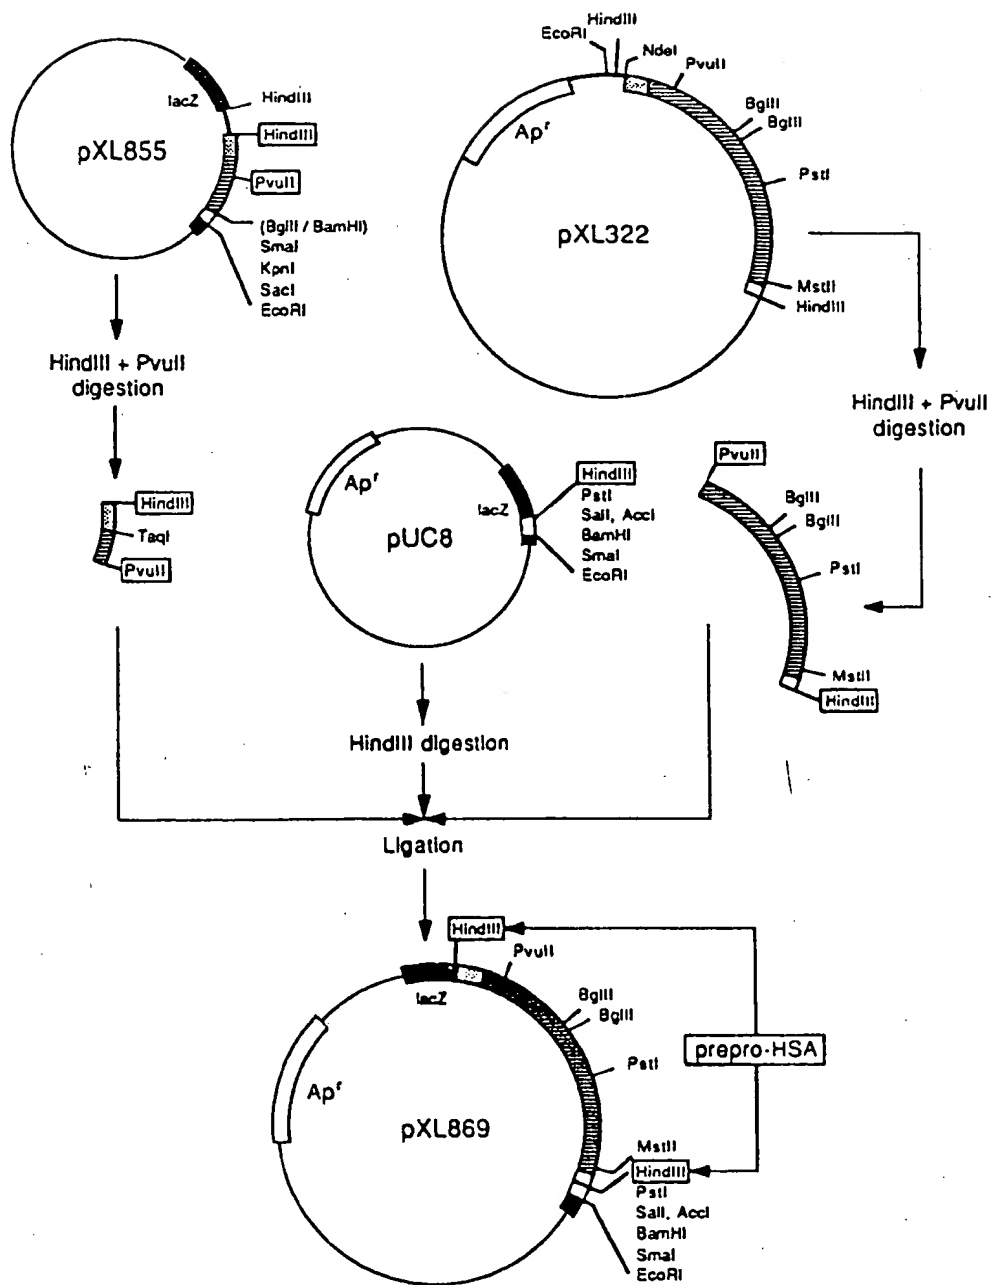 lacZ
HindIII
HindIII
pXL855
PvuII
(BglII / BamHI)
SmaI
KpnI
SacI
EcoRI
HindIII + PvuII
digestion
HindIII
TaqI
PvuII
HindIII
EcoRI
NdeI
PvuII
BglII
BglII
Apr
PstI
pXL322
MstII
HindIII
HindIII + PvuII
digestion
PvuII
BglII
BglII
PstI
MstII
HindIII
Apr
lacZ
pUC8
HindIII
PstI
SalI, AccI
BamHI
SmaI
EcoRI
HindIII digestion
Ligation
HindIII
PvuII
lacZ
BglII
BglII
PstI
prepro-HSA
Apr
pXL869
MstII
HindIII
PstI
SalI, AccI
BamHI
SmaI
EcoRI